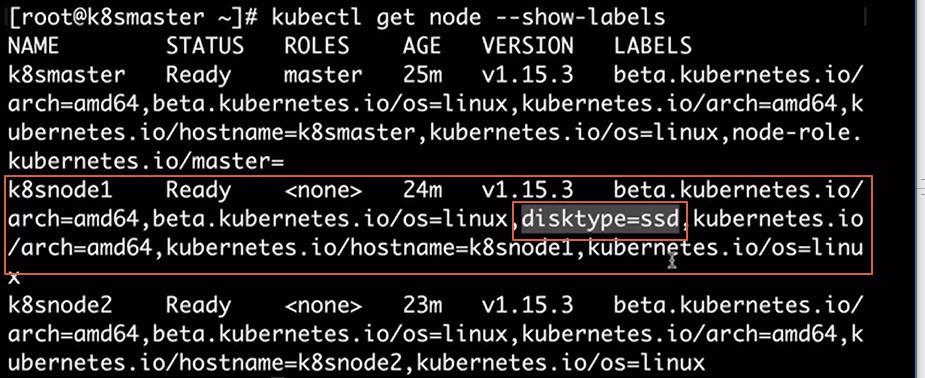 [root@k8smaster ~]# kubectl get node --show-labels
NAME STATUS ROLES AGE VERSION LABELS
k8smaster Ready master 25m v1.15.3 beta.kubernetes.io/
arch=amd64,beta.kubernetes.io/os=linux,kubernetes.io/arch=amd64,k
ubernetes.io/hostname=k8smaster,kubernetes.io/os=linux,node-role.
kubernetes.io/master=
k8snode1 Ready <none> 24m v1.15.3 beta.kubernetes.io/
arch=amd64,beta.kubernetes.io/os=linux,disktype=ssd,kubernetes.io
/arch=amd64,kubernetes.io/hostname=k8snode1,kubernetes.io/os=linu
x
k8snode2 Ready <none> 23m v1.15.3 beta.kubernetes.io/
arch=amd64,beta.kubernetes.io/os=linux,kubernetes.io/arch=amd64,k
ubernetes.io/hostname=k8snode2,kubernetes.io/os=linux